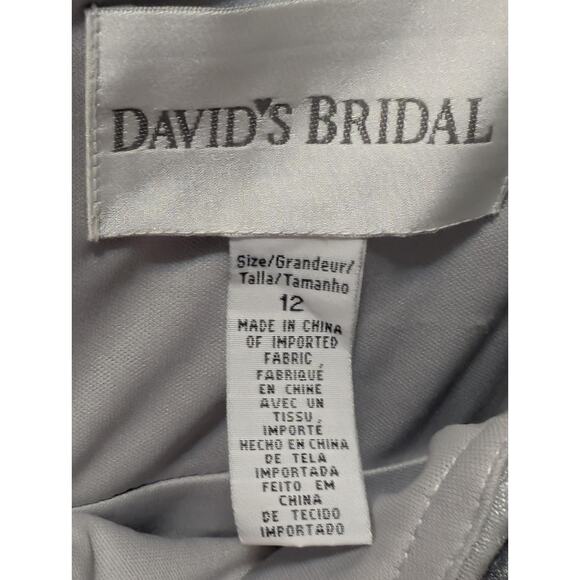 DAVID'S BRIDAL
Size/Grandeur/
Talla/Tamanho
12
MADE IN CHINA
OF IMPORTED
FABRIC
FABRIQUÉ
EN CHINE
AVEC UN
TISSU
IMPORTÉ
HECHO EN CHINA
DE TELA
IMPORTADA
FEITO EM
CHINA
DE TECIDO
IMPORTADO